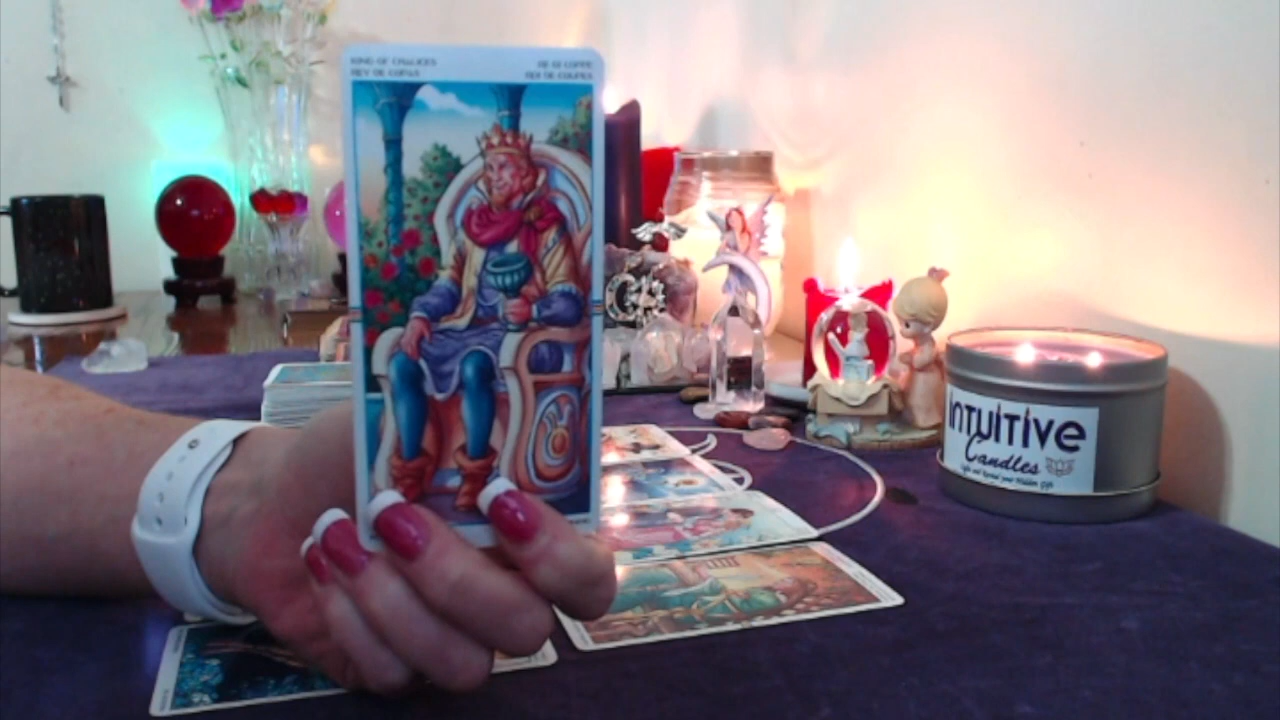 KING OF CHALICES
REY DE COPAS
RE DI COPPE
ROI DE COUPES
iNTUiTiVE
Candles